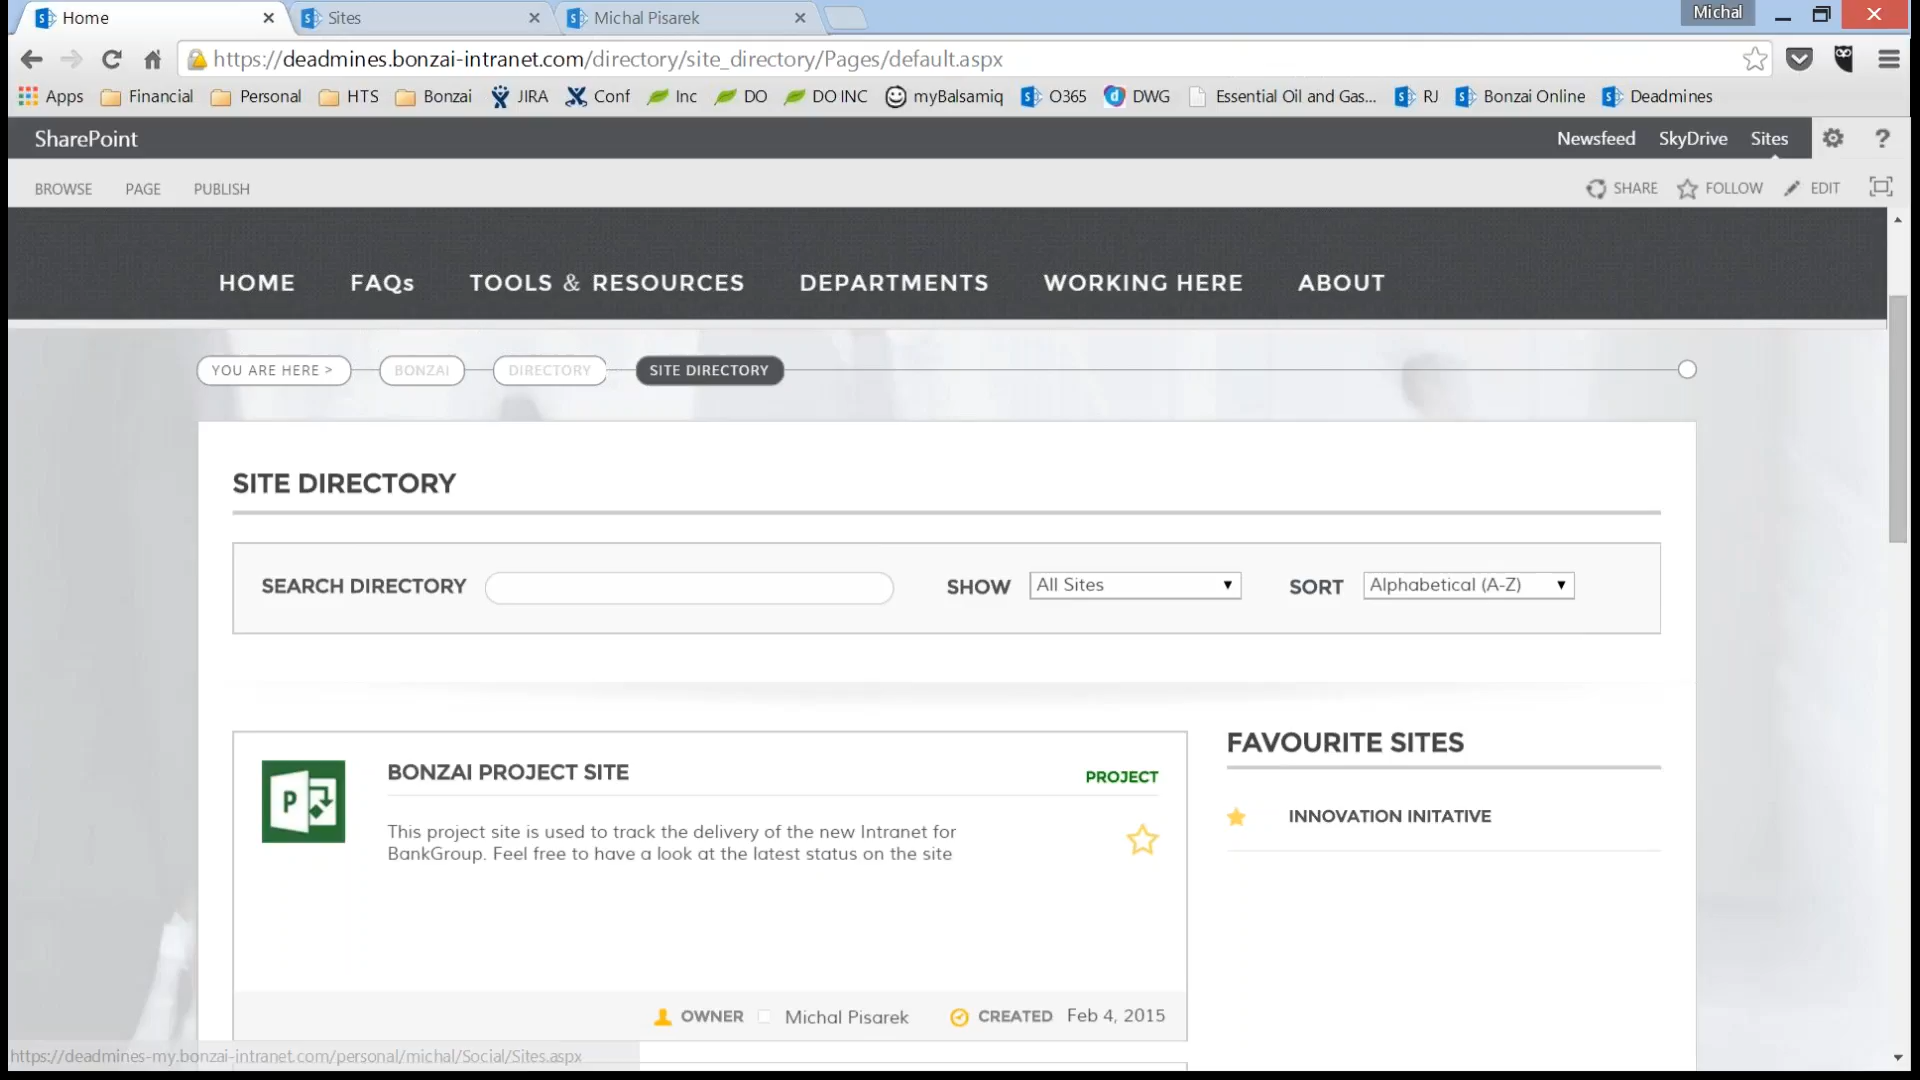 Home
Sites
Michal Pisarek
Michal
https://deadmines.bonzai-intranet.com/directory/site_directory/Pages/default.aspx
Apps Financial Personal HTS Bonzai JIRA Conf Inc DO DO INC myBalsamiq O365 DWG Essential Oil and Gas... RJ Bonzai Online Deadmines
SharePoint
Newsfeed SkyDrive Sites
BROWSE PAGE PUBLISH
SHARE FOLLOW EDIT
HOME FAQs TOOLS & RESOURCES DEPARTMENTS WORKING HERE ABOUT
YOU ARE HERE > BONZAI DIRECTORY SITE DIRECTORY
SITE DIRECTORY
SEARCH DIRECTORY SHOW All Sites SORT Alphabetical (A-Z)
BONZAI PROJECT SITE
PROJECT
This project site is used to track the delivery of the new Intranet for
BankGroup. Feel free to have a look at the latest status on the site
OWNER Michal Pisarek CREATED Feb 4, 2015
FAVOURITE SITES
INNOVATION INITATIVE
https://deadmines-my.bonzai-intranet.com/personal/michal/Social/Sites.aspx